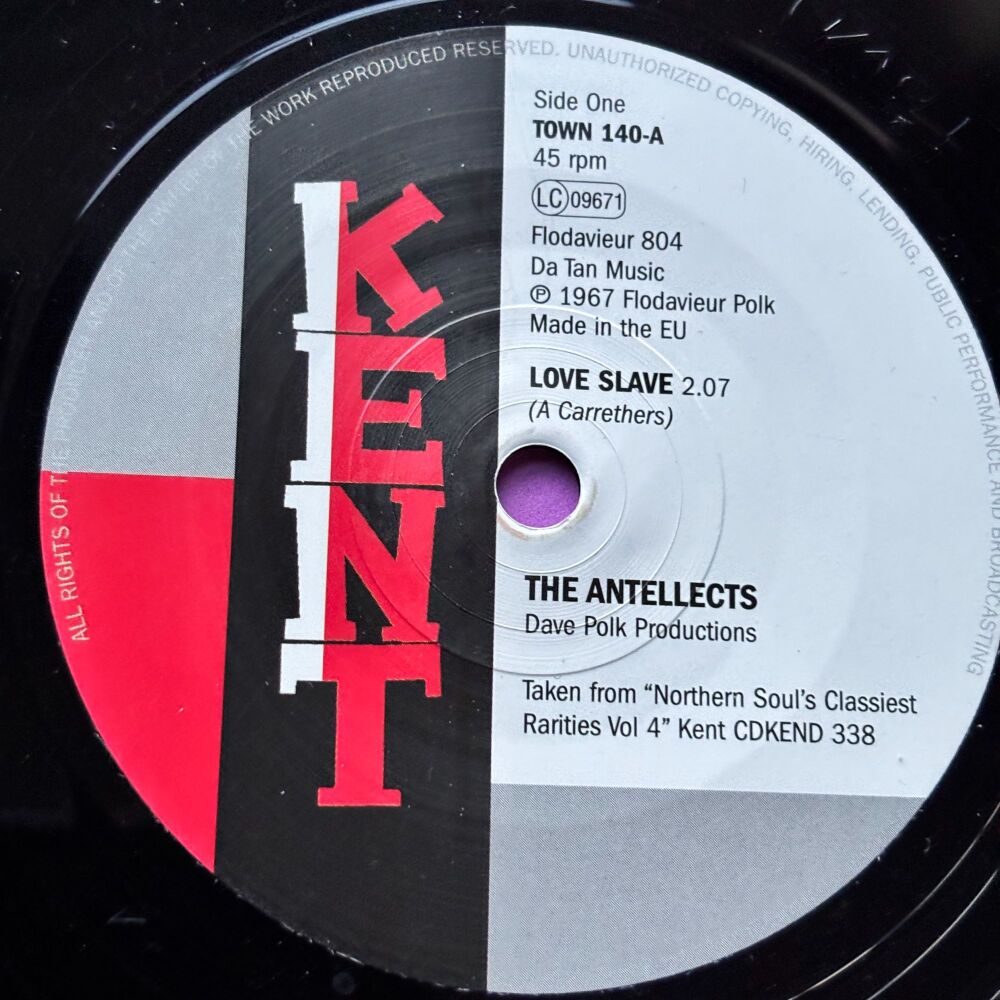 ALL RIGHTS OF THE PRODUCER AND OF THE OWNER OF THE WORK REPRODUCED RESERVED. UNAUTHORIZED COPYING, HIRING, LENDING, PUBLIC PERFORMANCE AND BROADCASTING
KENT
Side One
TOWN 140-A
45 rpm
LC 09671
Flodavieur 804
Da Tan Music
℗ 1967 Flodavieur Polk
Made in the EU
LOVE SLAVE 2.07
(A Carrethers)
THE ANTELLECTS
Dave Polk Productions
Taken from “Northern Soul's Classiest
Rarities Vol 4” Kent CDKEND 338